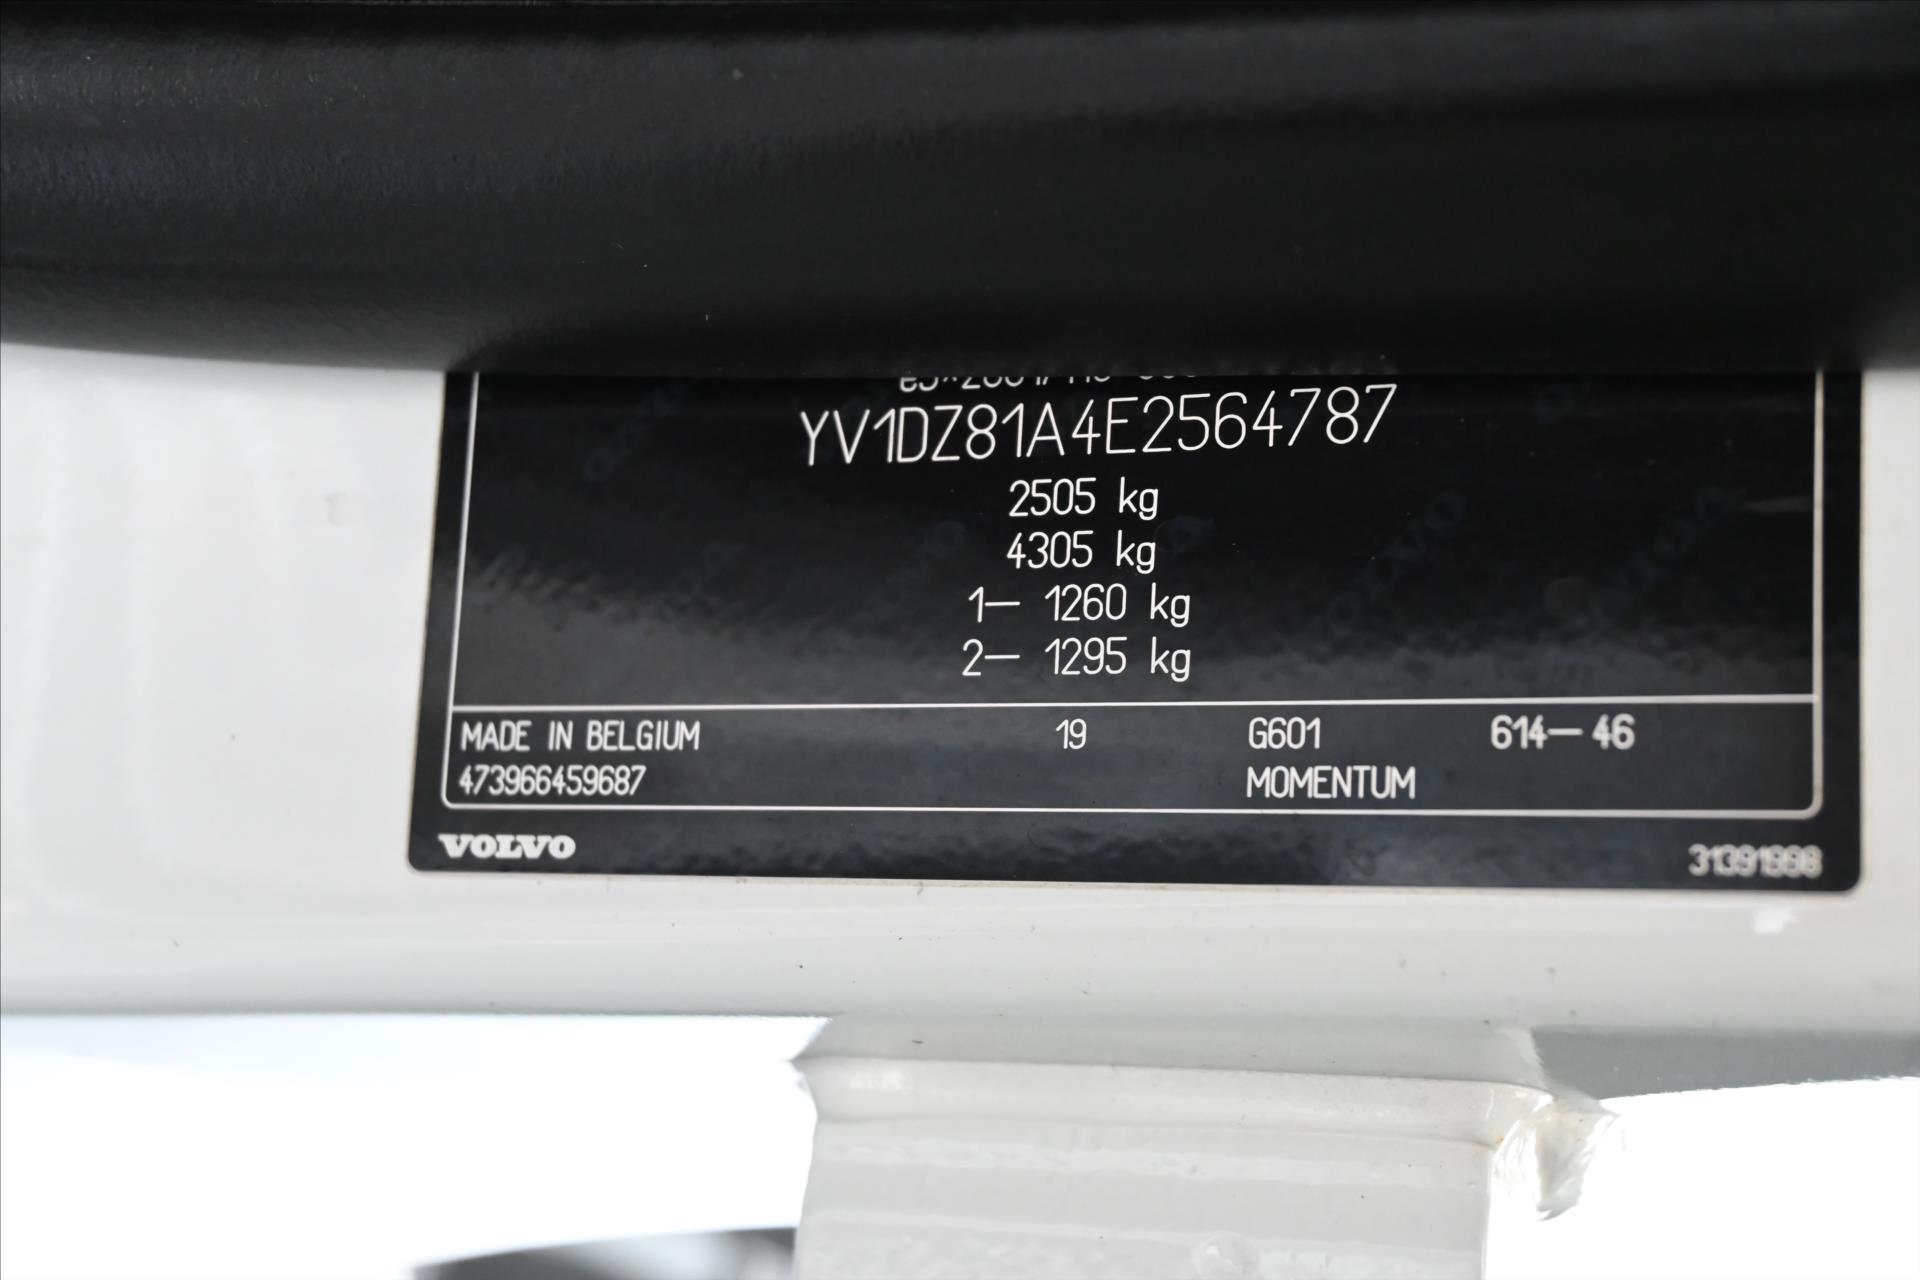 YV1DZ81A4E2564787
2505 kg
4305 kg
1— 1260 kg
2— 1295 kg
MADE IN BELGIUM 19 G601 614—46
473966459687 MOMENTUM
VOLVO 31391998